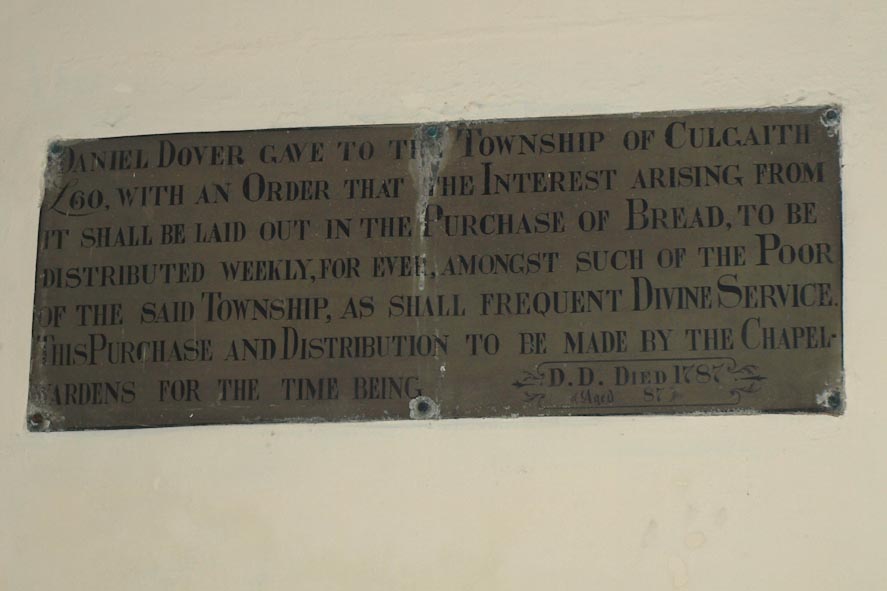 DANIEL DOVER GAVE TO THE TOWNSHIP OF CULGAITH
£60, WITH AN ORDER THAT THE INTEREST ARISING FROM
IT SHALL BE LAID OUT IN THE PURCHASE OF BREAD, TO BE
DISTRIBUTED WEEKLY, FOR EVER, AMONGST SUCH OF THE POOR
OF THE SAID TOWNSHIP, AS SHALL FREQUENT DIVINE SERVICE.
THIS PURCHASE AND DISTRIBUTION TO BE MADE BY THE CHAPEL-
WARDENS FOR THE TIME BEING
D. D. DIED 1787
Aged 87